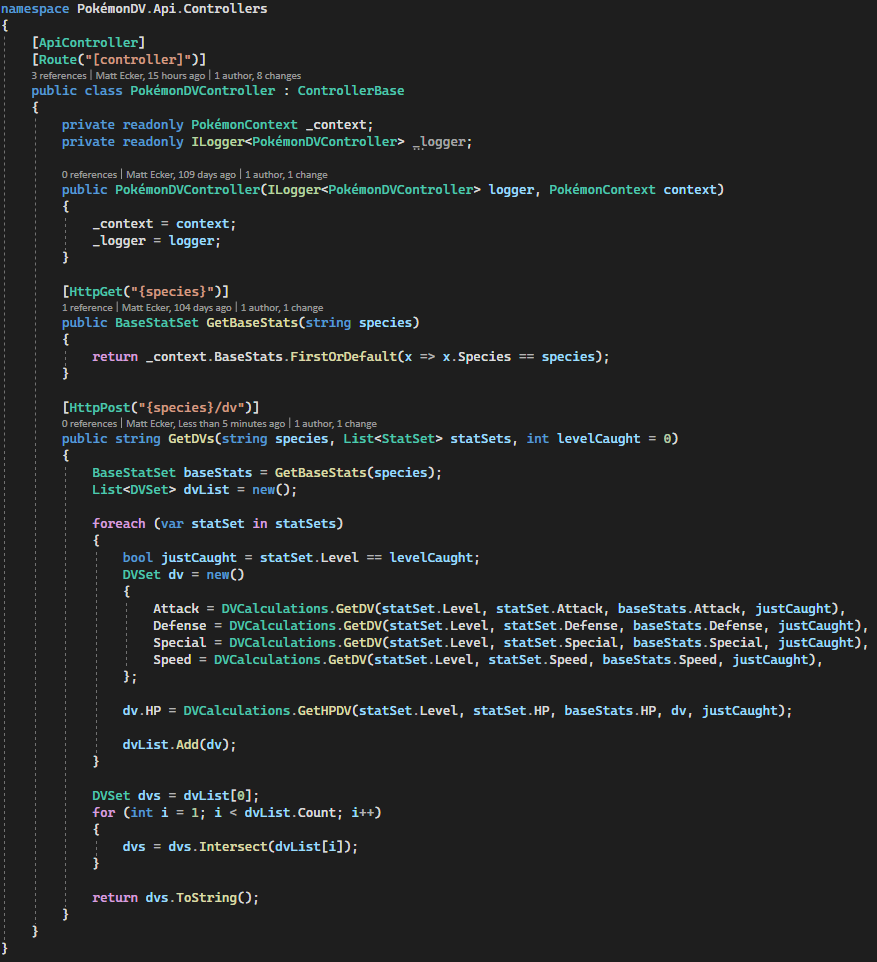 namespace PokémonDV.Api.Controllers
{
[ApiController]
[Route("[controller]")]
3 references | Matt Ecker, 15 hours ago | 1 author, 8 changes
public class PokémonDVController : ControllerBase
{
private readonly PokémonContext _context;
private readonly ILogger<PokémonDVController> _logger;
0 references | Matt Ecker, 109 days ago | 1 author, 1 change
public PokémonDVController(ILogger<PokémonDVController> logger, PokémonContext context)
{
_context = context;
_logger = logger;
}
[HttpGet("{species}")]
1 reference | Matt Ecker, 104 days ago | 1 author, 1 change
public BaseStatSet GetBaseStats(string species)
{
return _context.BaseStats.FirstOrDefault(x => x.Species == species);
}
[HttpPost("{species}/dv")]
0 references | Matt Ecker, Less than 5 minutes ago | 1 author, 1 change
public string GetDVs(string species, List<StatSet> statSets, int levelCaught = 0)
{
BaseStatSet baseStats = GetBaseStats(species);
List<DVSet> dvList = new();
foreach (var statSet in statSets)
{
bool justCaught = statSet.Level == levelCaught;
DVSet dv = new()
{
Attack = DVCalculations.GetDV(statSet.Level, statSet.Attack, baseStats.Attack, justCaught),
Defense = DVCalculations.GetDV(statSet.Level, statSet.Defense, baseStats.Defense, justCaught),
Special = DVCalculations.GetDV(statSet.Level, statSet.Special, baseStats.Special, justCaught),
Speed = DVCalculations.GetDV(statSet.Level, statSet.Speed, baseStats.Speed, justCaught),
};
dv.HP = DVCalculations.GetHPDV(statSet.Level, statSet.HP, baseStats.HP, dv, justCaught);
dvList.Add(dv);
}
DVSet dvs = dvList[0];
for (int i = 1; i < dvList.Count; i++)
{
dvs = dvs.Intersect(dvList[i]);
}
return dvs.ToString();
}
}
}